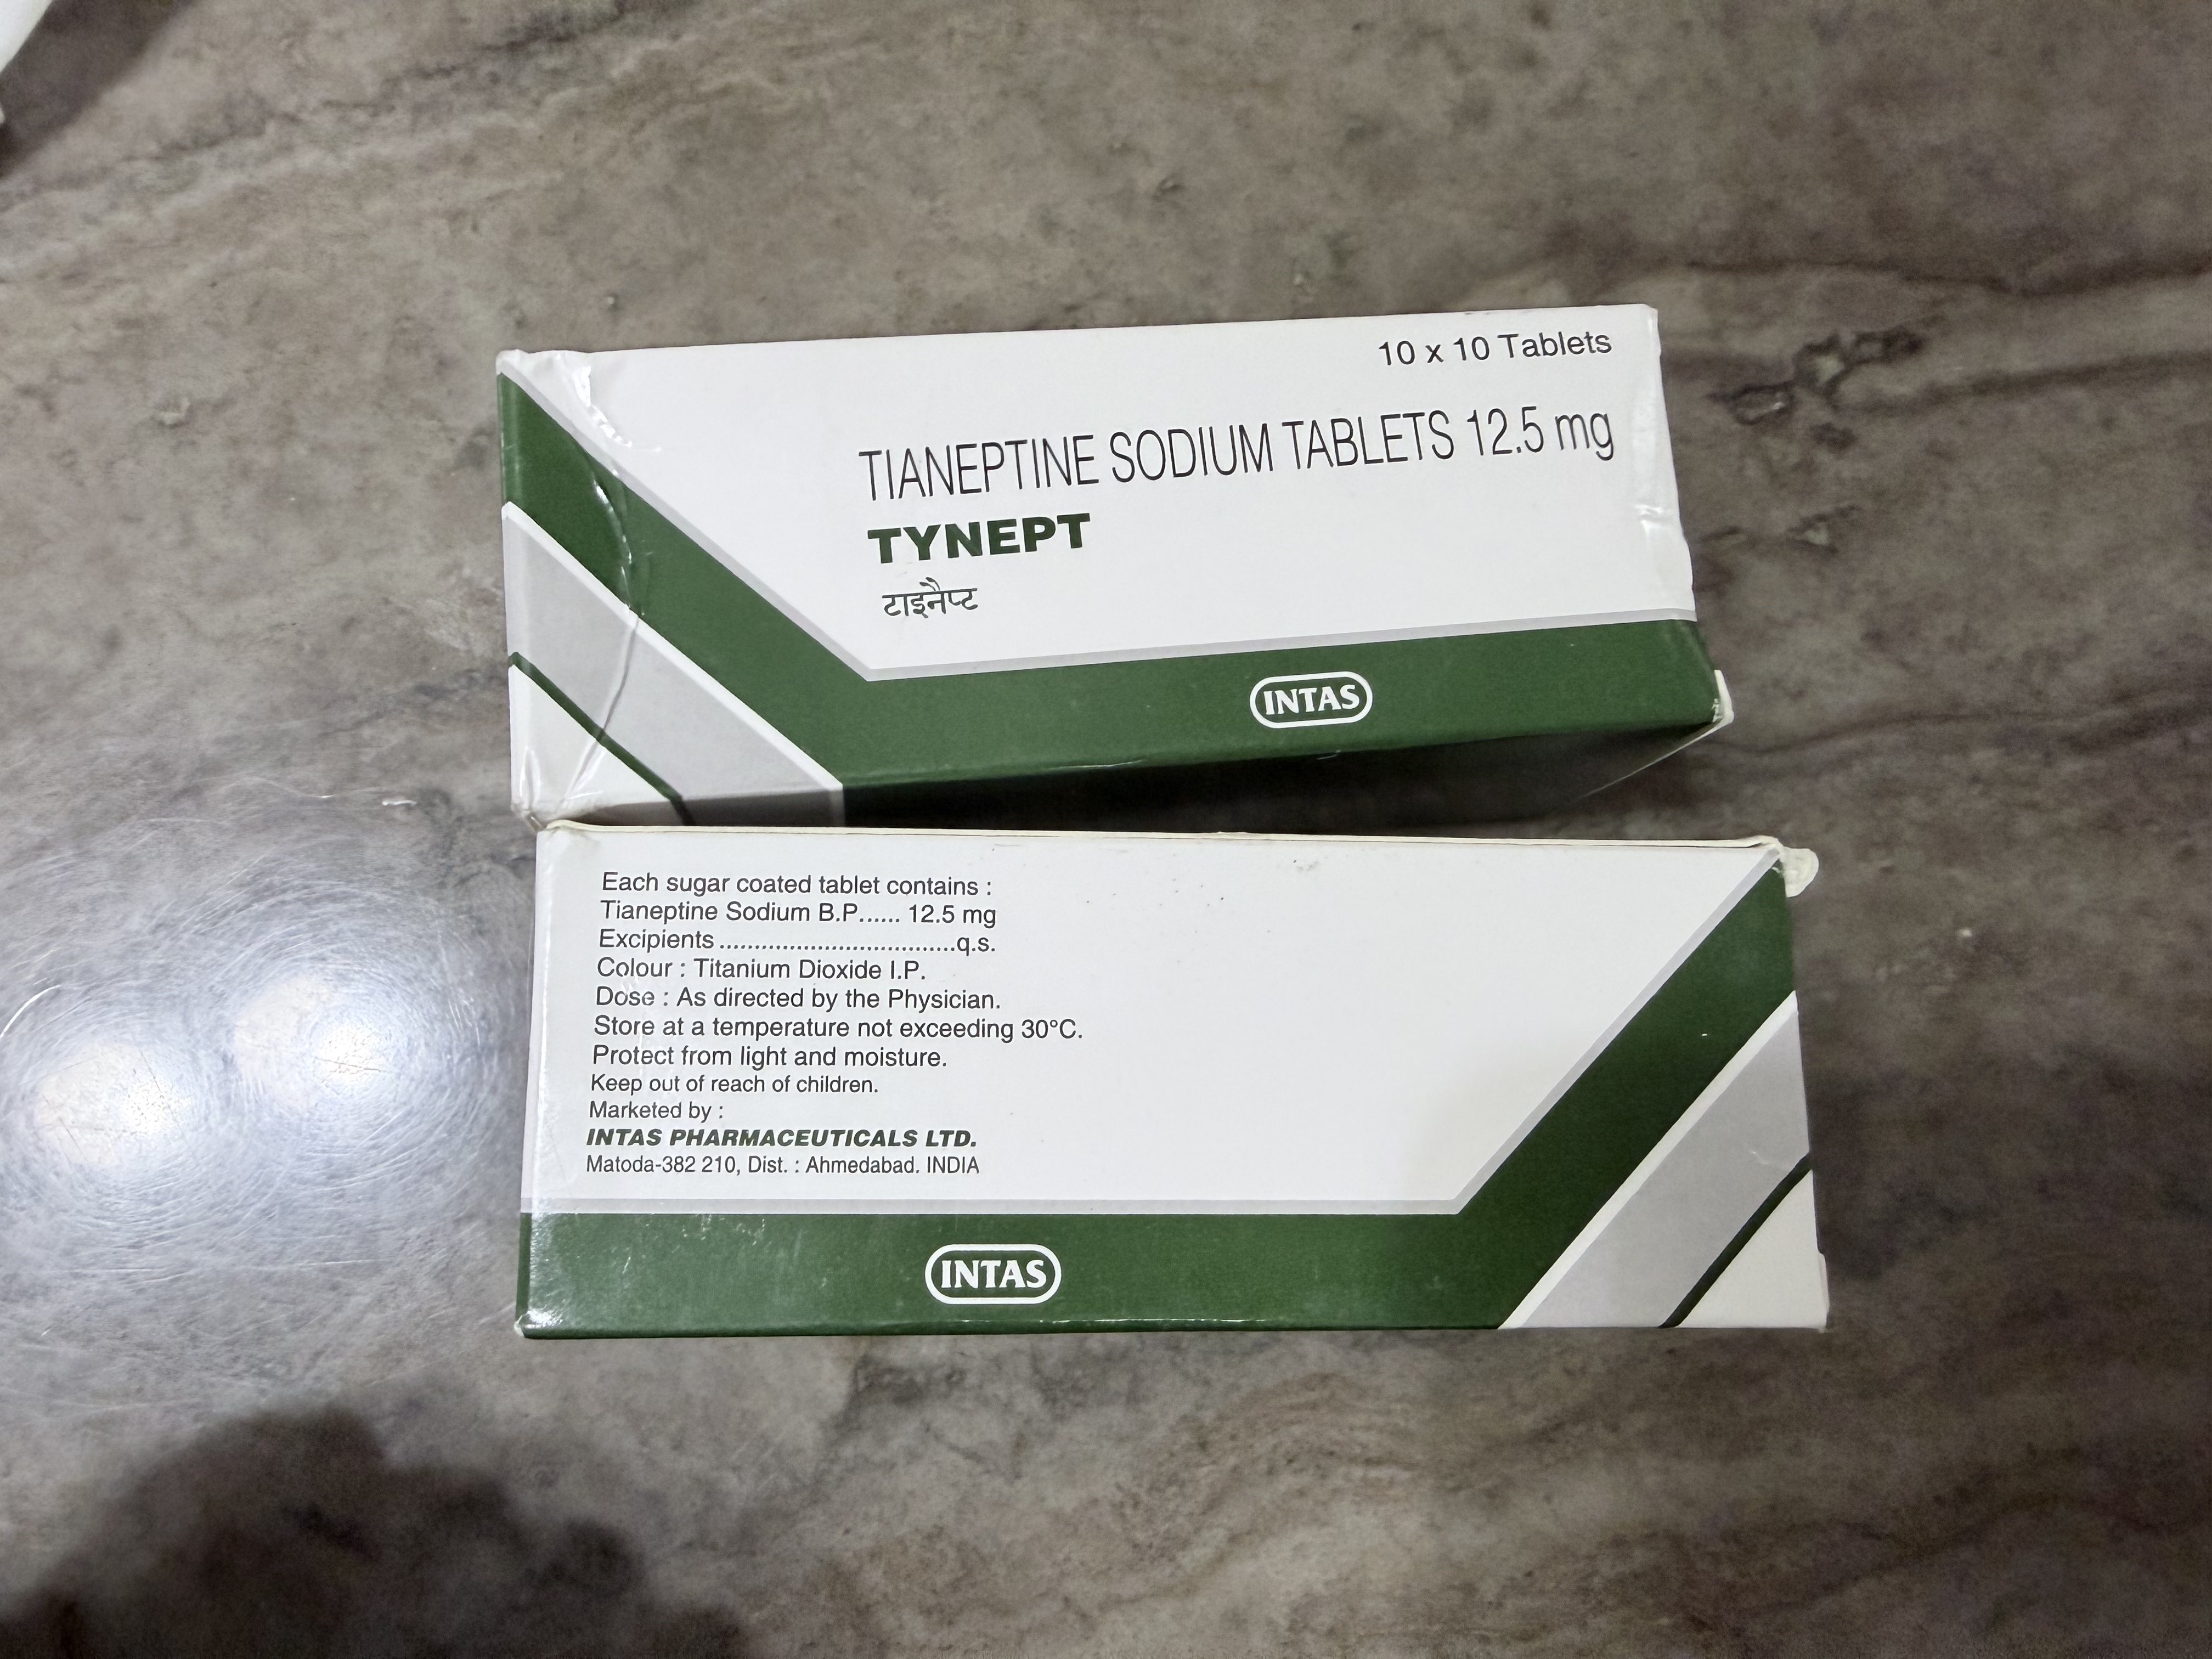 10 x 10 Tablets
TIANEPTINE SODIUM TABLETS 12.5 mg
TYNEPT
टाइनैप्ट
INTAS
Each sugar coated tablet contains :
Tianeptine Sodium B.P...... 12.5 mg
Excipients ..................................q.s.
Colour : Titanium Dioxide I.P.
Dose : As directed by the Physician.
Store at a temperature not exceeding 30°C.
Protect from light and moisture.
Keep out of reach of children.
Marketed by :
INTAS PHARMACEUTICALS LTD.
Matoda-382 210, Dist. : Ahmedabad. INDIA
INTAS